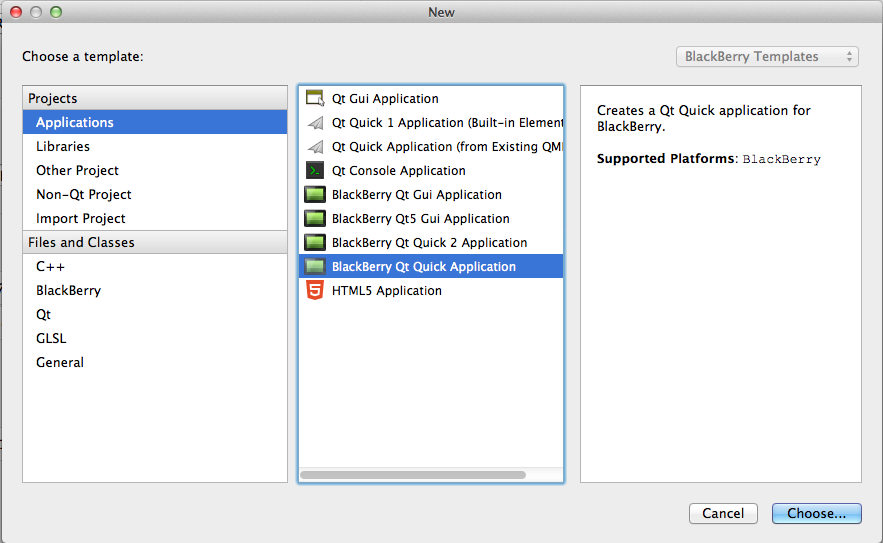 New
Choose a template:
BlackBerry Templates
Projects
Applications
Libraries
Other Project
Non-Qt Project
Import Project
Files and Classes
C++
BlackBerry
Qt
GLSL
General
Qt Gui Application
Qt Quick 1 Application (Built-in Element
Qt Quick Application (from Existing QM
Qt Console Application
BlackBerry Qt Gui Application
BlackBerry Qt5 Gui Application
BlackBerry Qt Quick 2 Application
BlackBerry Qt Quick Application
HTML5 Application
Creates a Qt Quick application for
BlackBerry.
Supported Platforms: BlackBerry
Cancel
Choose...